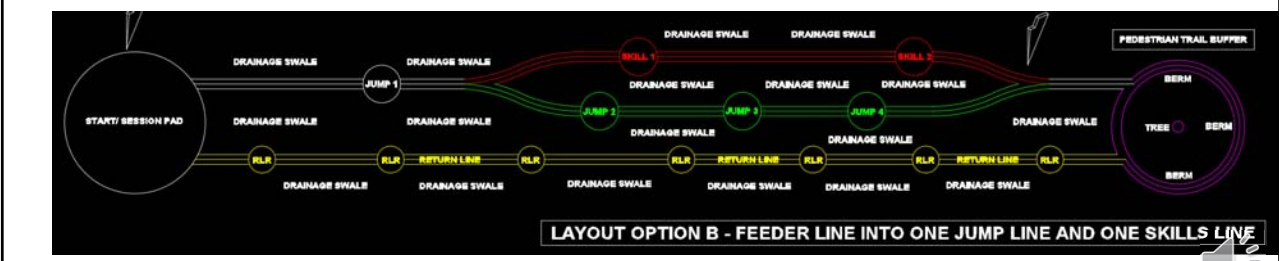 DRAINAGE SWALE DRAINAGE SWALE
PEDESTRIAN TRAIL BUFFER
DRAINAGE SWALE DRAINAGE SWALE
SKILL 1 SKILL 2
BERM
JUMP 1
DRAINAGE SWALE DRAINAGE SWALE DRAINAGE SWALE
JUMP 2 JUMP 3 JUMP 4
START/ SESSION PAD
DRAINAGE SWALE DRAINAGE SWALE DRAINAGE SWALE
TREE BERM
DRAINAGE SWALE DRAINAGE SWALE
RLR RLR RETURN LINE RLR RLR RETURN LINE RLR RLR RETURN LINE RLR
BERM
DRAINAGE SWALE DRAINAGE SWALE DRAINAGE SWALE DRAINAGE SWALE DRAINAGE SWALE DRAINAGE SWALE
LAYOUT OPTION B - FEEDER LINE INTO ONE JUMP LINE AND ONE SKILLS LINE